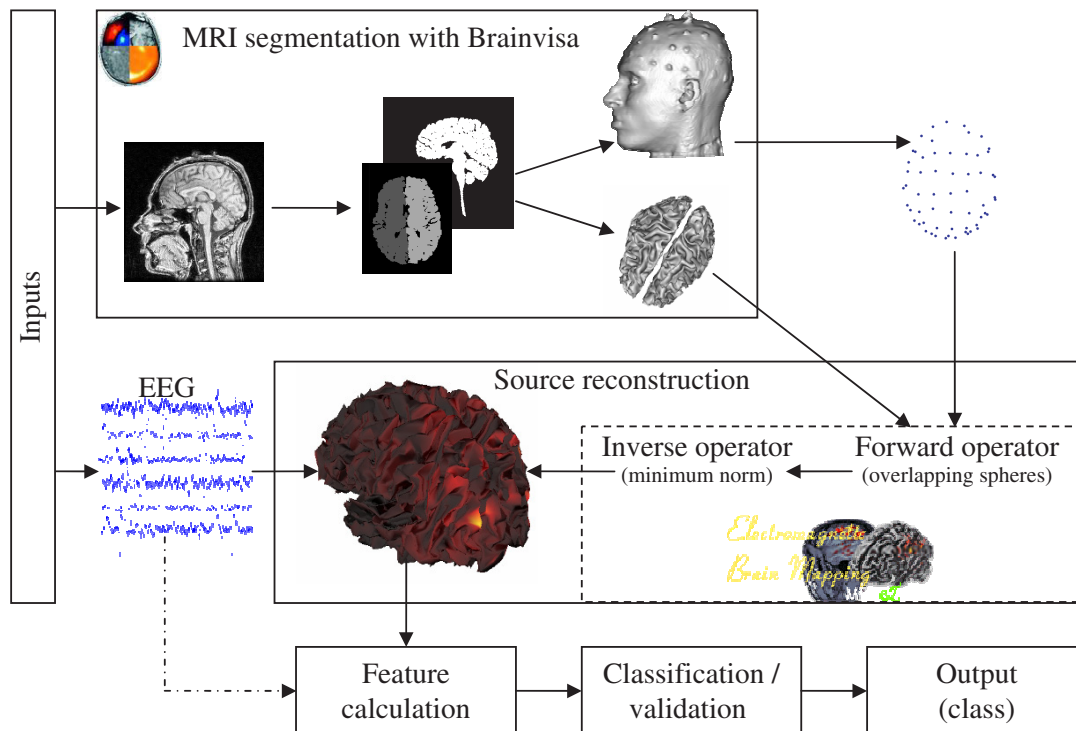 MRI segmentation with Brainvisa
Inputs
EEG
Source reconstruction
Inverse operator
(minimum norm)
Forward operator
(overlapping spheres)
Electromagnetic
Brain Mapping
Feature
calculation
Classification /
validation
Output
(class)